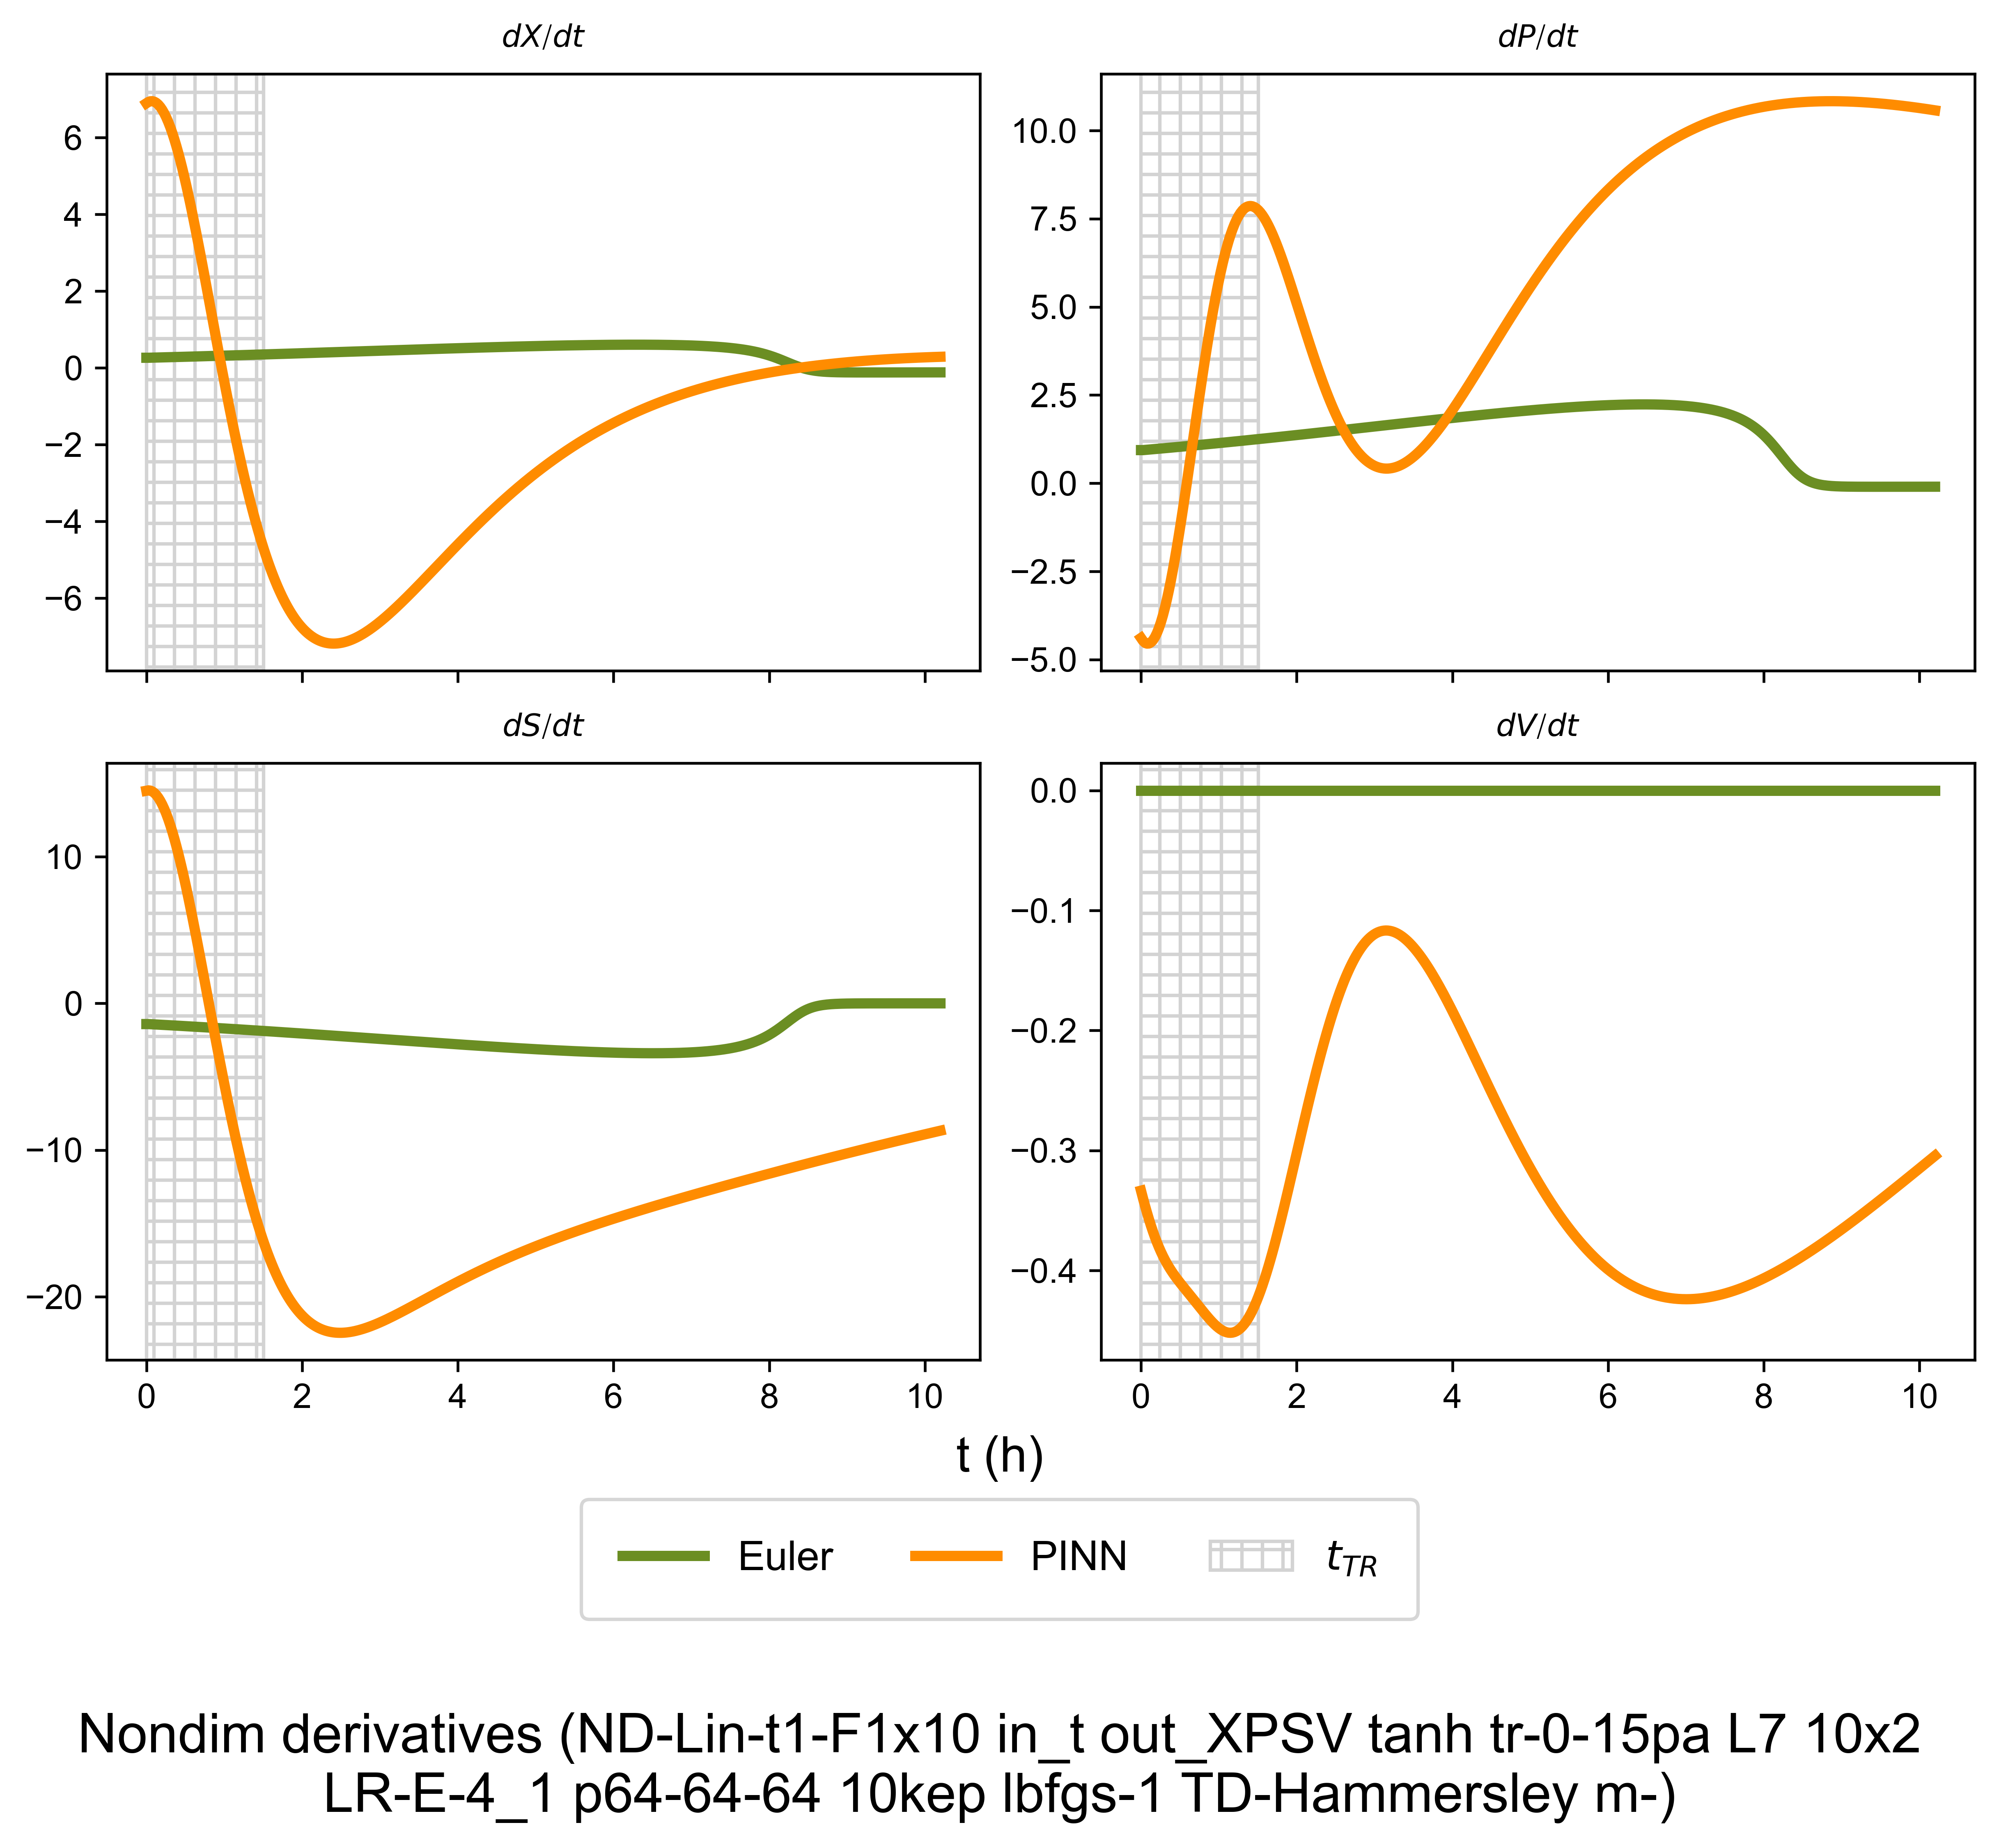 dX/dt
dP/dt
6
4
2
0
−2
−4
−6
10.0
7.5
5.0
2.5
0.0
−2.5
−5.0
dS/dt
dV/dt
10
0
−10
−20
0.0
−0.1
−0.2
−0.3
−0.4
0 2 4 6 8 10
0 2 4 6 8 10
t (h)
Euler PINN t_{TR}
Nondim derivatives (ND-Lin-t1-F1x10 in_t out_XPSV tanh tr-0-15pa L7 10x2
LR-E-4_1 p64-64-64 10kep lbfgs-1 TD-Hammersley m-)